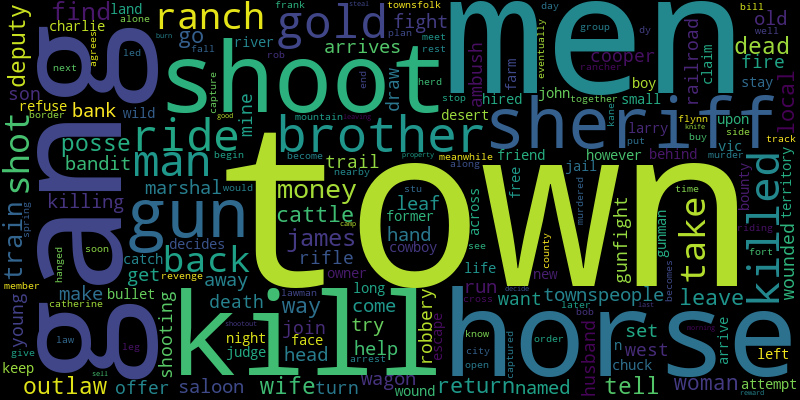 town
men
gang
kill
horse
shoot
sheriff
gun
brother
gold
ride
man
ranch
killed
back
shot
train
take
money
cattle
james
find
deputy
charlie
land
alone
frank
steal
townsfolk
plan
day
group
dy
bill
well
old
dead
fire
stay
local
agrees
led
burn
go
river
fall
rob
arrives
fight
meet
rest
cooper
rancher
eventually
railroad
claim
next
son
refuse
border
bank
wild
capture
good
mine
end
draw
herd
ambush
farm
boy
hired
john
together
small
stop
mountain
leaving
desert
kane
flynn
knife
buy
side
track
murder
upon
vic
put
larry
however
behind
posse
bandit
begin
become
property
meanwhile
trail
friend
along
jail
nearby
would
marshal
killing
leaf
stu
former
hand
cowboy
across
free
see
murdered
gunfight
time
gunman
bounty
riding
territory
wounded
decides
catch
get
away
camp
rifle
owner
life
new
county
becomes
fort
spring
hanged
soon
member
make
bullet
revenge
death
lawman
way
long
come
robbery
escape
run
cross
want
later
townspeople
leave
young
catherine
shooting
join
shootout
try
decide
bob
last
morning
arrive
law
leg
night
face
judge
head
arrest
help
know
city
open
order
captured
n
west
set
husband
chuck
left
give
keep
sell
outlaw
offer
saloon
wife
turn
wagon
wound
return
named
tell
woman
attempt
reward